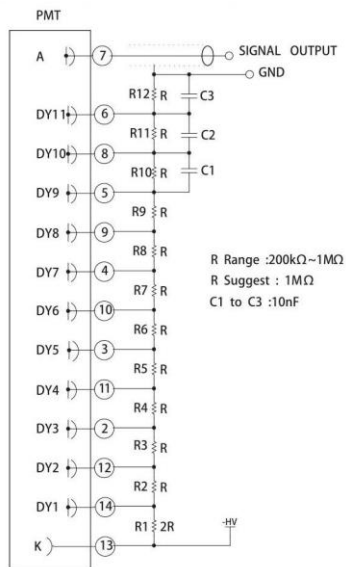 PMT
A 7 SIGNAL OUTPUT
GND
R12 R C3
DY11 6
R11 R C2
DY10 8
R10 R C1
DY9 5
R9 R
DY8 9
R8 R
DY7 4
R7 R
DY6 10
R6 R
DY5 3
R5 R
DY4 11
R4 R
DY3 2
R3 R
DY2 12
R2 R
DY1 14
R1 2R -HV
K 13
R Range :200kΩ~1MΩ
R Suggest : 1MΩ
C1 to C3 :10nF